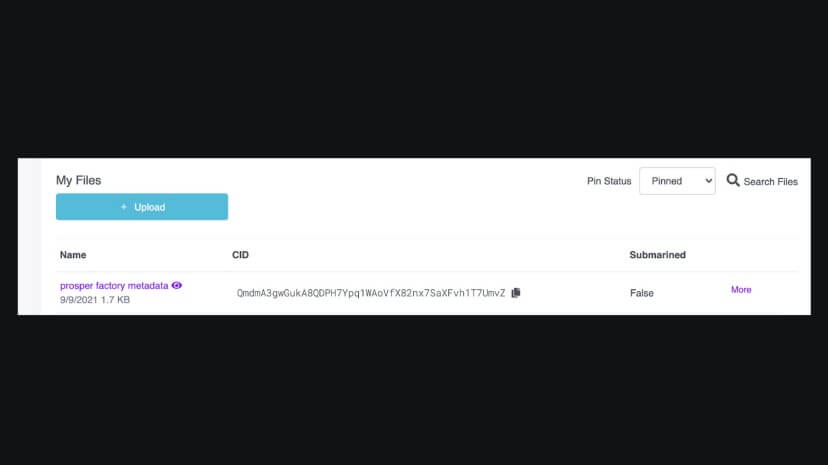 My Files
Pin Status Pinned Search Files
+ Upload
Name CID Submarined
prosper factory metadata
QmdmA3gwGukA8QDPH7Ypq1WAoVfX82nx7SaXFvh1T7UmvZ False More
9/9/2021 1.7 KB